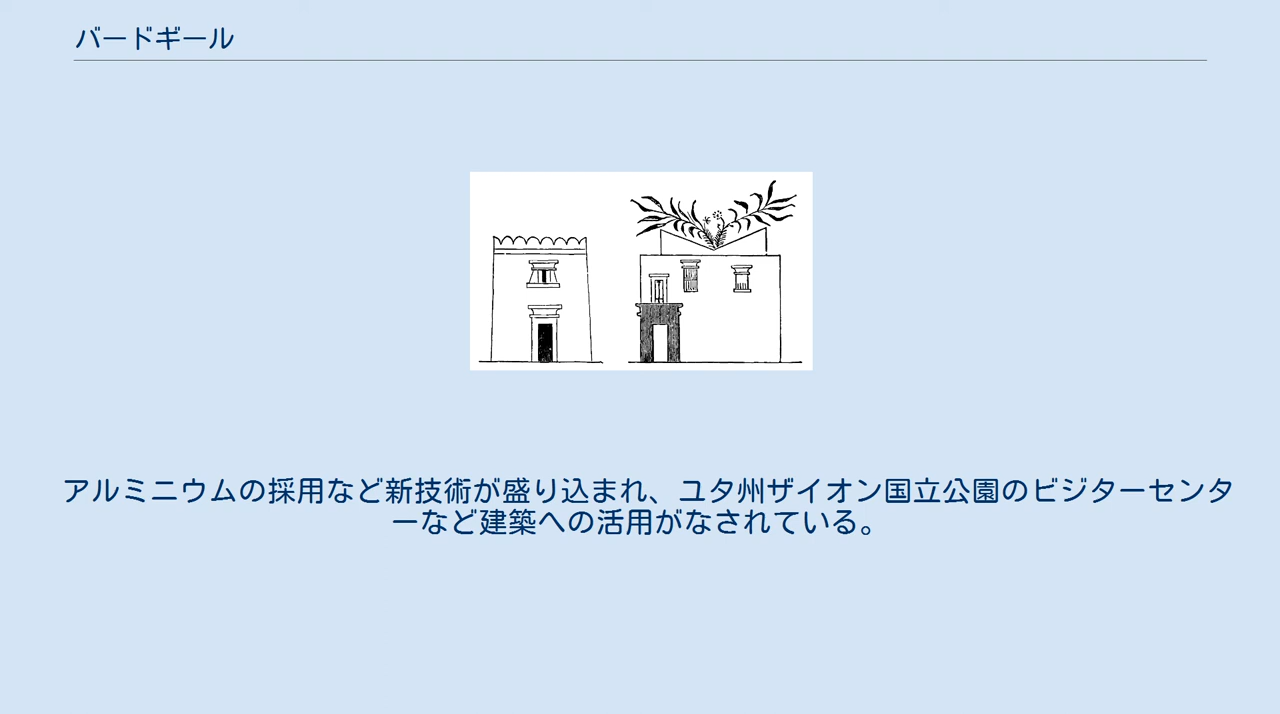 バードギール
アルミニウムの採用など新技術が盛り込まれ、ユタ州ザイオン国立公園のビジターセンタ
ーなど建築への活用がなされている。